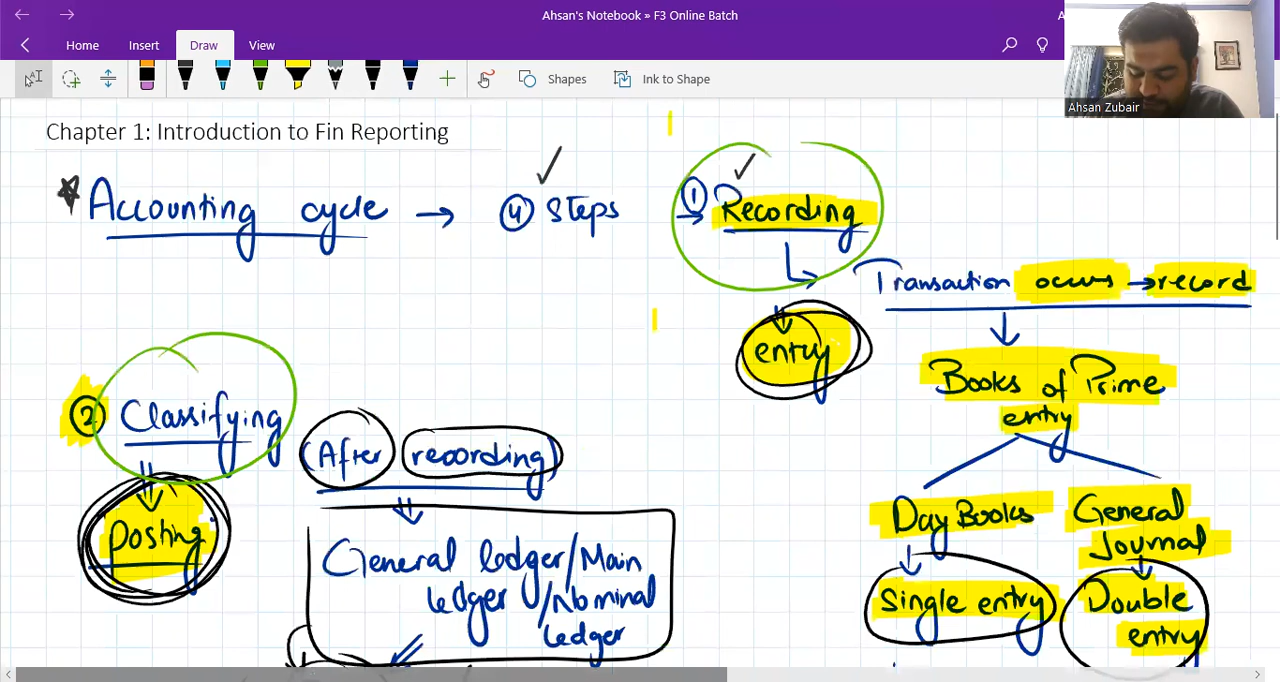 Ahsan's Notebook » F3 Online Batch
Home Insert Draw View
Shapes
Ink to Shape
Ahsan Zubair
Chapter 1: Introduction to Fin Reporting
Accounting cycle → ④ Steps
① Recording
Transaction occurs → record
entry
Books of Prime
entry
Day Books
Single entry
General
Journal
Double
entry
② Classifying
(After recording)
Posting
General ledger/Main
ledger/Nominal
ledger